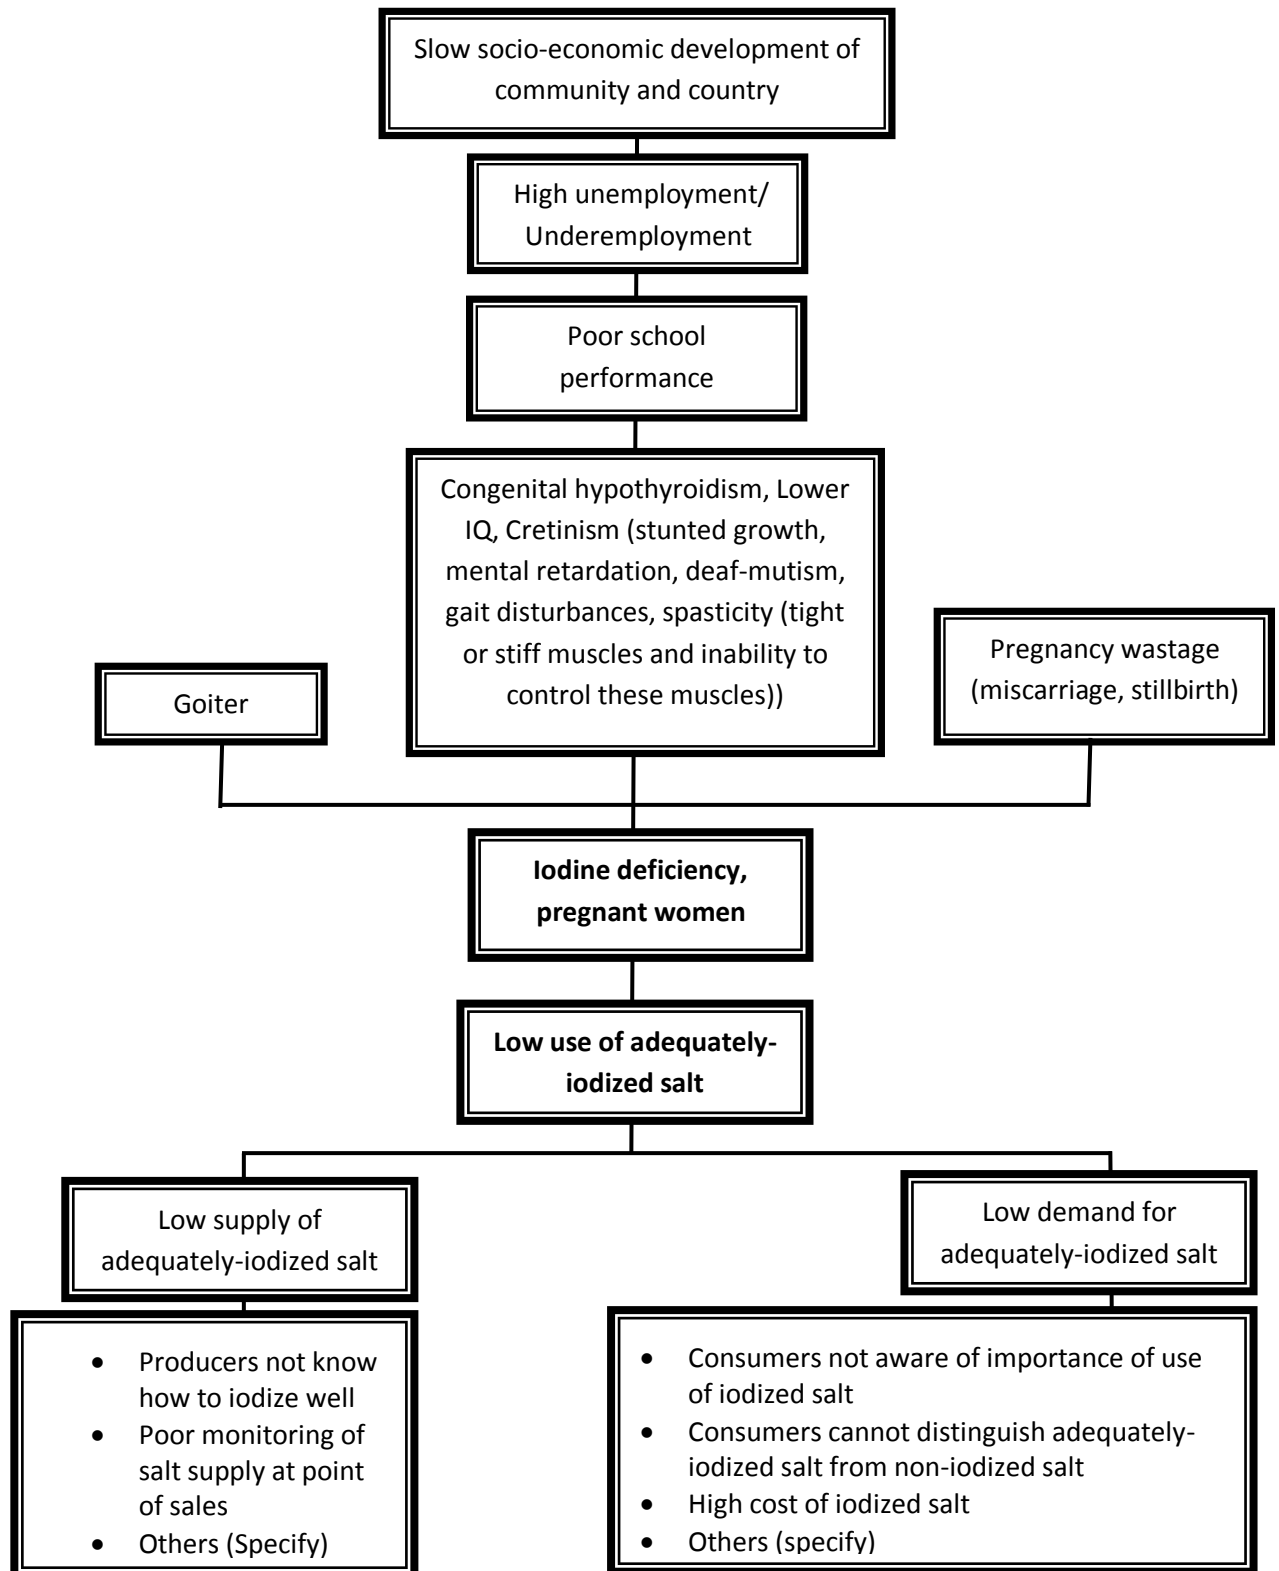 Slow socio-economic development of
community and country
High unemployment/
Underemployment
Poor school
performance
Congenital hypothyroidism, Lower
IQ, Cretinism (stunted growth,
mental retardation, deaf-mutism,
gait disturbances, spasticity (tight
or stiff muscles and inability to
control these muscles))
Goiter
Pregnancy wastage
(miscarriage, stillbirth)
Iodine deficiency,
pregnant women
Low use of adequately-
iodized salt
Low supply of
adequately-iodized salt
Low demand for
adequately-iodized salt
• Producers not know
how to iodize well
• Poor monitoring of
salt supply at point
of sales
• Others (Specify)
• Consumers not aware of importance of use
of iodized salt
• Consumers cannot distinguish adequately-
iodized salt from non-iodized salt
• High cost of iodized salt
• Others (specify)